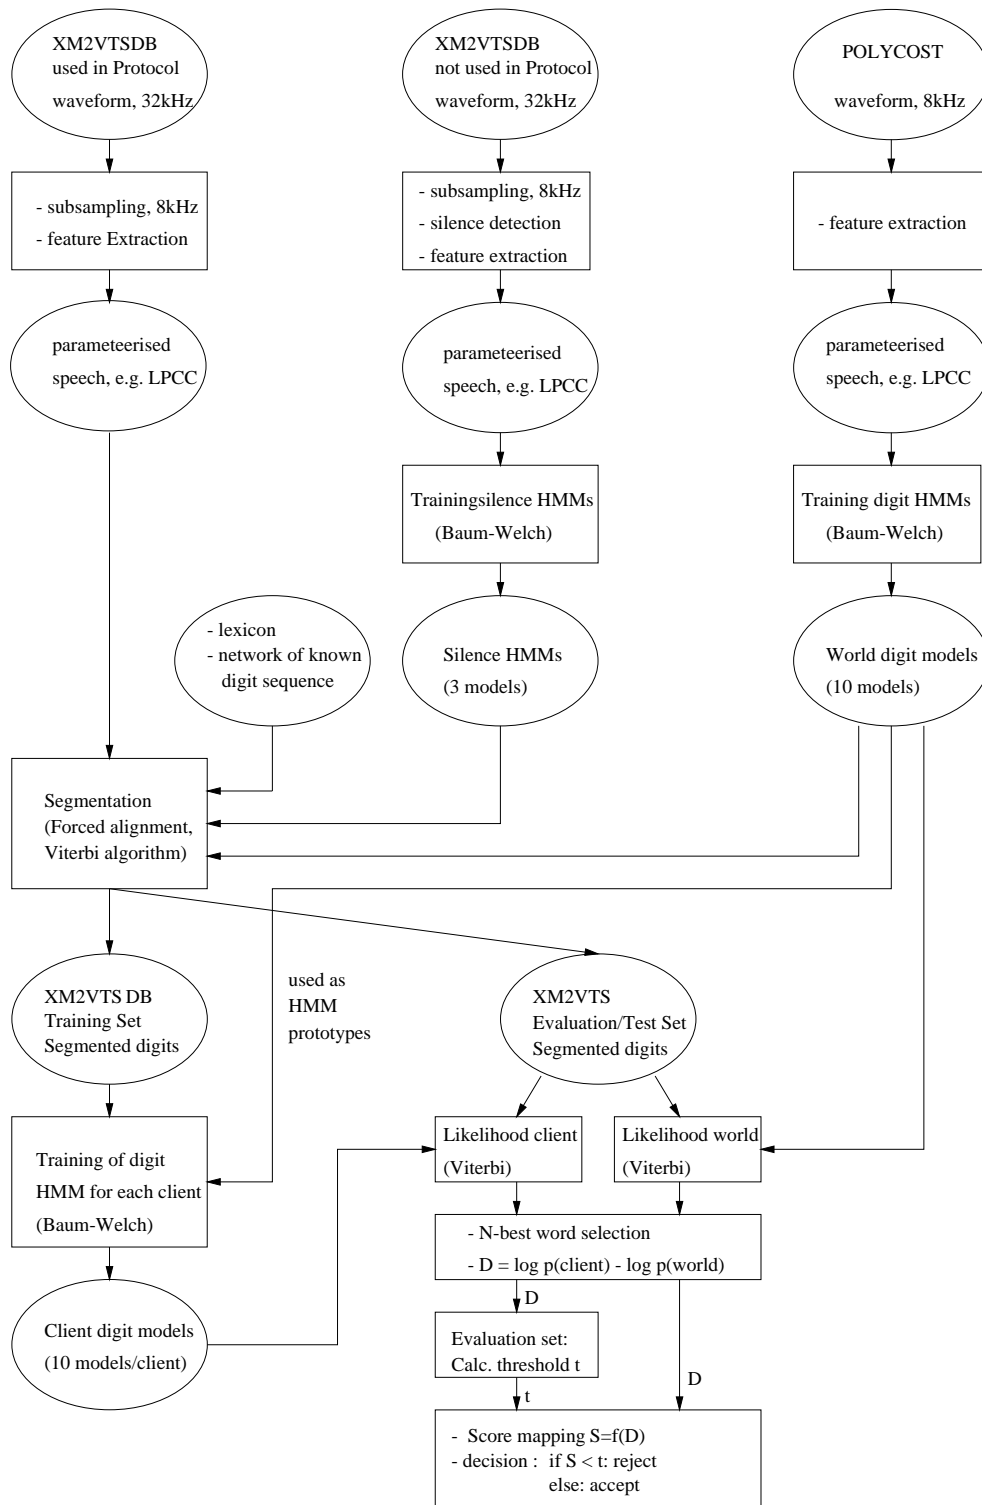 XM2VTSDB
used in Protocol
waveform, 32kHz
XM2VTSDB
not used in Protocol
waveform, 32kHz
POLYCOST
waveform, 8kHz
- subsampling, 8kHz
- feature Extraction
- subsampling, 8kHz
- silence detection
- feature extraction
- feature extraction
parameteerised
speech, e.g. LPCC
parameteerised
speech, e.g. LPCC
parameteerised
speech, e.g. LPCC
Trainingsilence HMMs
(Baum-Welch)
Training digit HMMs
(Baum-Welch)
- lexicon
- network of known
digit sequence
Silence HMMs
(3 models)
World digit models
(10 models)
Segmentation
(Forced alignment,
Viterbi algorithm)
XM2VTS DB
Training Set
Segmented digits
used as
HMM
prototypes
XM2VTS
Evaluation/Test Set
Segmented digits
Training of digit
HMM for each client
(Baum-Welch)
Likelihood client
(Viterbi)
Likelihood world
(Viterbi)
- N-best word selection
- D = log p(client) - log p(world)
D
Client digit models
(10 models/client)
Evaluation set:
Calc. threshold t
D
t
- Score mapping S=f(D)
- decision : if S < t: reject
else: accept